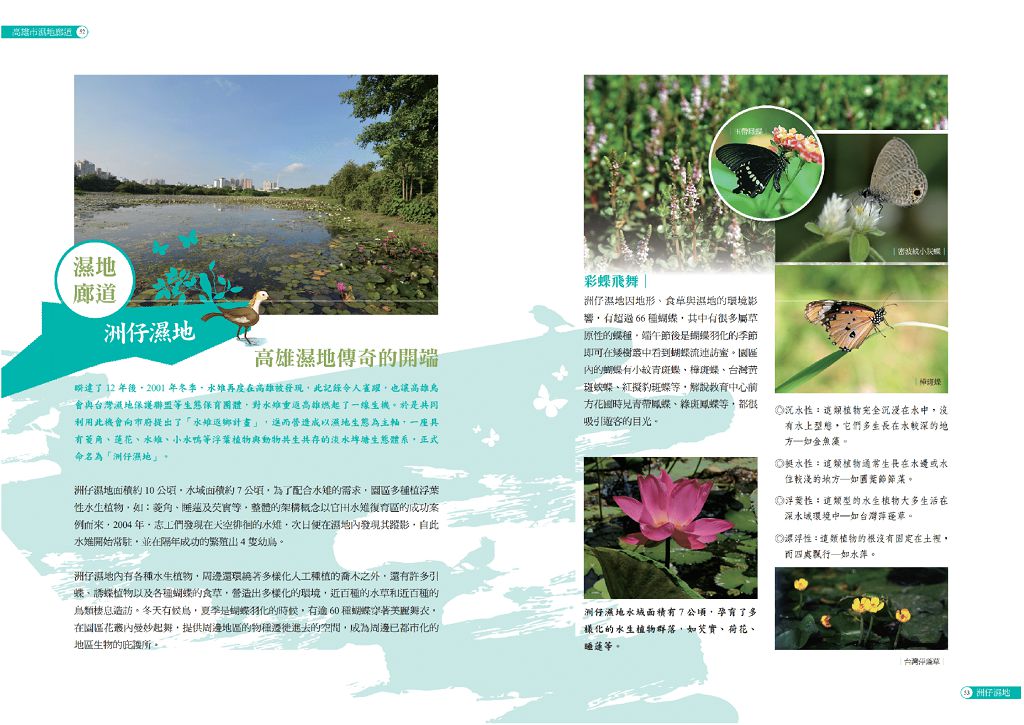 高雄市濕地廊道 52
濕地
廊道
洲仔濕地
高雄濕地傳奇的開端
睽違了 12 年後,2001 年冬季,水雉再度在高雄被發現,此記錄令人雀躍,也讓高雄鳥
會與台灣濕地保護聯盟等生態保育團體,對水雉重返高雄燃起了一線生機。於是共同
利用此機會向市府提出了「水雉返鄉計畫」,進而營造成以濕地生態為主軸,一座具
有菱角、蓮花、水雉、小水鴨等浮葉植物與動物共生共存的淡水埤塘生態體系,正式
命名為「洲仔濕地」。
洲仔濕地面積約 10 公頃,水域面積約 7 公頃,為了配合水雉的需求,園區多種植浮葉
性水生植物,如:菱角、睡蓮及芡實等,整體的架構概念以官田水雉復育區的成功案
例而來,2004 年,志工們發現在天空徘徊的水雉,次日便在濕地內發現其蹤影,自此
水雉開始常駐,並在隔年成功的繁殖出 4 隻幼鳥。
洲仔濕地內有各種水生植物,周邊還環繞著多樣化人工種植的喬木之外,還有許多引
蝶、誘蝶植物以及各種蝴蝶的食草,營造出多樣化的環境,近百種的水草和近百種的
鳥類棲息造訪。冬天有候鳥,夏季是蝴蝶羽化的時候,有逾 60 種蝴蝶穿著美麗舞衣,
在園區花叢內曼妙起舞,提供周邊地區的物種遷徙進去的空間,成為周邊已都市化的
地區生物的庇護所。
玉帶鳳蝶
密波紋小灰蝶
彩蝶飛舞
洲仔濕地因地形、食草與濕地的環境影
響,有超過 66 種蝴蝶,其中有很多屬草
原性的蝶種。端午節後是蝴蝶羽化的季節
即可在矮樹叢中看到蝴蝶流連訪蜜。園區
內的蝴蝶有小紋青斑蝶、樺斑蝶、台灣黃
斑蛺蝶、紅擬豹斑蝶等,解說教育中心前
方花園時見青帶鳳蝶、綠斑鳳蝶等,都很
吸引遊客的目光。
樺斑蝶
◎沉水性:這類植物完全沉浸在水中,沒
有水上型態,它們多生長在水較深的地
方—如金魚藻。
◎挺水性:這類植物通常生長在水邊或水
位較淺的地方—如圓葉節節菜。
◎浮葉性:這類型的水生植物大多生活在
深水域環境中—如台灣萍蓬草。
◎漂浮性:這類植物的根沒有固定在土裡,
而四處飄行—如水萍。
洲仔濕地水域面積有 7 公頃,孕育了多
樣化的水生植物群落,如芡實、荷花、
睡蓮等。
台灣萍蓬草
53 洲仔濕地